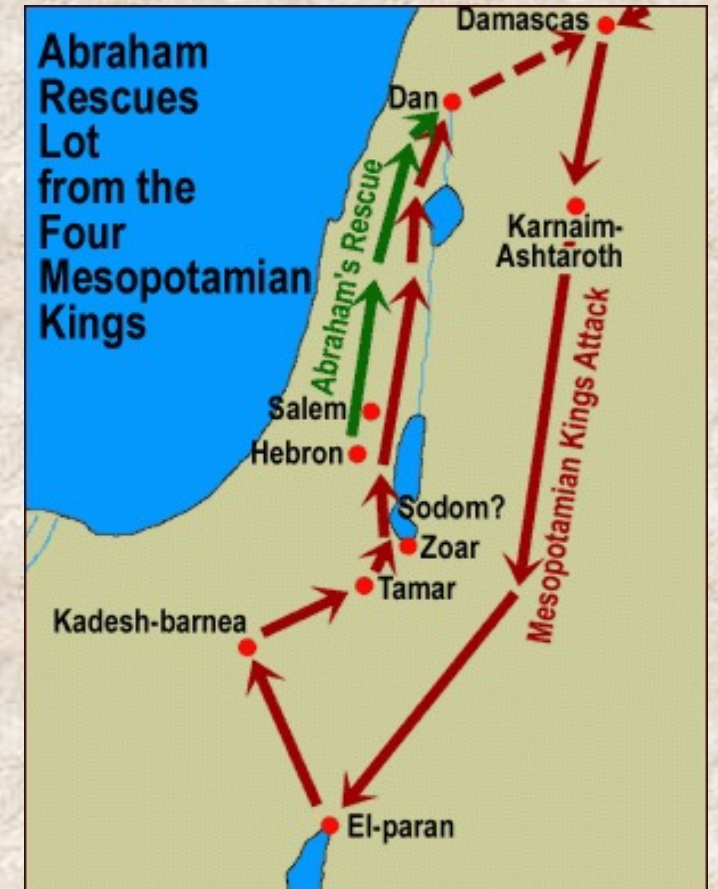 Abraham
Rescues
Lot
from the
Four
Mesopotamian
Kings
Damascas
Dan
Karnaim-
Ashtaroth
Abraham's Rescue
Mesopotamian Kings Attack
Salem
Hebron
Sodom?
Zoar
Tamar
Kadesh-barnea
El-paran